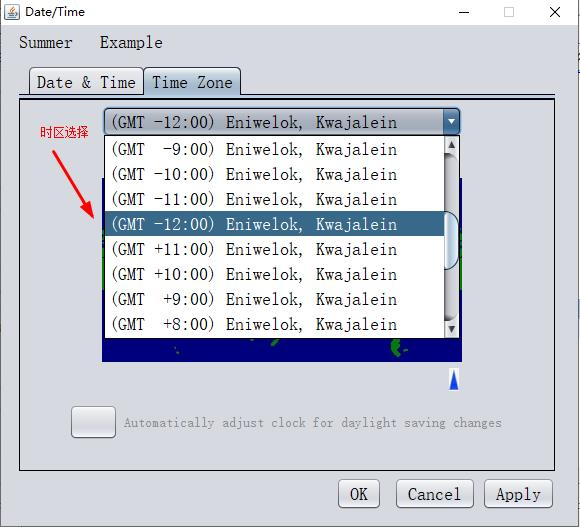 Date/Time
Summer Example
Date & Time Time Zone
时区选择
(GMT -12:00) Eniwelok, Kwajalein
(GMT -9:00) Eniwelok, Kwajalein
(GMT -10:00) Eniwelok, Kwajalein
(GMT -11:00) Eniwelok, Kwajalein
(GMT -12:00) Eniwelok, Kwajalein
(GMT +11:00) Eniwelok, Kwajalein
(GMT +10:00) Eniwelok, Kwajalein
(GMT +9:00) Eniwelok, Kwajalein
(GMT +8:00) Eniwelok, Kwajalein
Automatically adjust clock for daylight saving changes
OK Cancel Apply